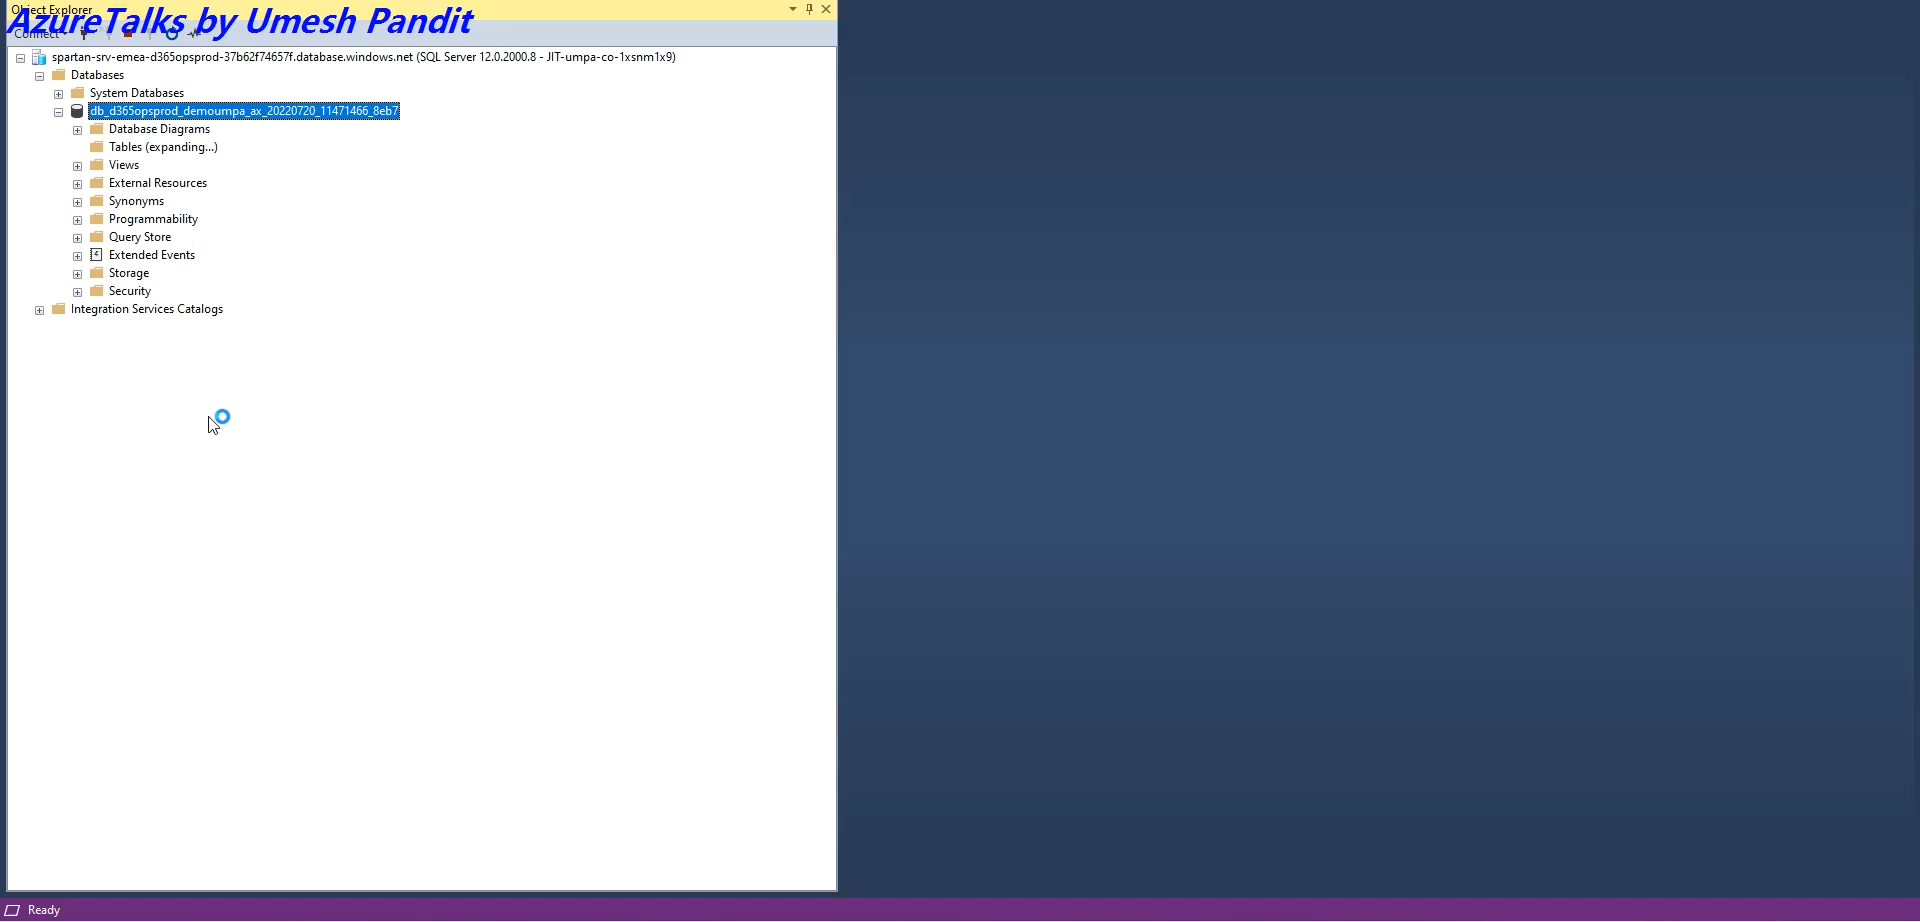 Object Explorer
AzureTalks by Umesh Pandit
Connect
spartan-srv-emea-d365opsprod-37b62f74657f.database.windows.net (SQL Server 12.0.2000.8 - JIT-umpa-co-1xsnm1x9)
Databases
System Databases
db_d365opsprod_demoumpa_ax_20220720_11471466_8eb7
Database Diagrams
Tables (expanding...)
Views
External Resources
Synonyms
Programmability
Query Store
Extended Events
Storage
Security
Integration Services Catalogs
Ready